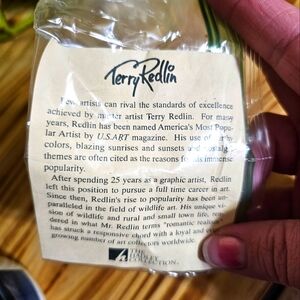 Terry Redlin
Few artists can rival the standards of excellence
achieved by master artist Terry Redlin. For many
years, Redlin has been named America's Most Popu-
lar Artist by U.S.ART magazine. His use of
colors, blazing sunrises and sunsets and
themes are often cited as the reasons for his immense
popularity.
After spending 25 years as a graphic artist, Redlin
left this position to pursue a full time career in art.
Since then, Redlin's rise to popularity has been un-
paralleled in the field of wildlife art. His unique vi-
sion of wildlife and rural and small town life,
dered in what Mr. Redlin terms "romantic realism"
has struck a responsive chord with a loyal and
growing number of art collectors worldwide.
THE
HADLEY
COLLECTION